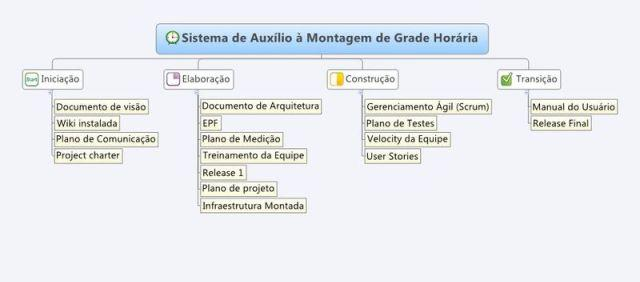 Sistema de Auxílio à Montagem de Grade Horária
Start Iniciação
Documento de visão
Wiki instalada
Plano de Comunicação
Project charter
Elaboração
Documento de Arquitetura
EPF
Plano de Medição
Treinamento da Equipe
Release 1
Plano de projeto
Infraestrutura Montada
Construção
Gerenciamento Ágil (Scrum)
Plano de Testes
Velocity da Equipe
User Stories
Transição
Manual do Usuário
Release Final